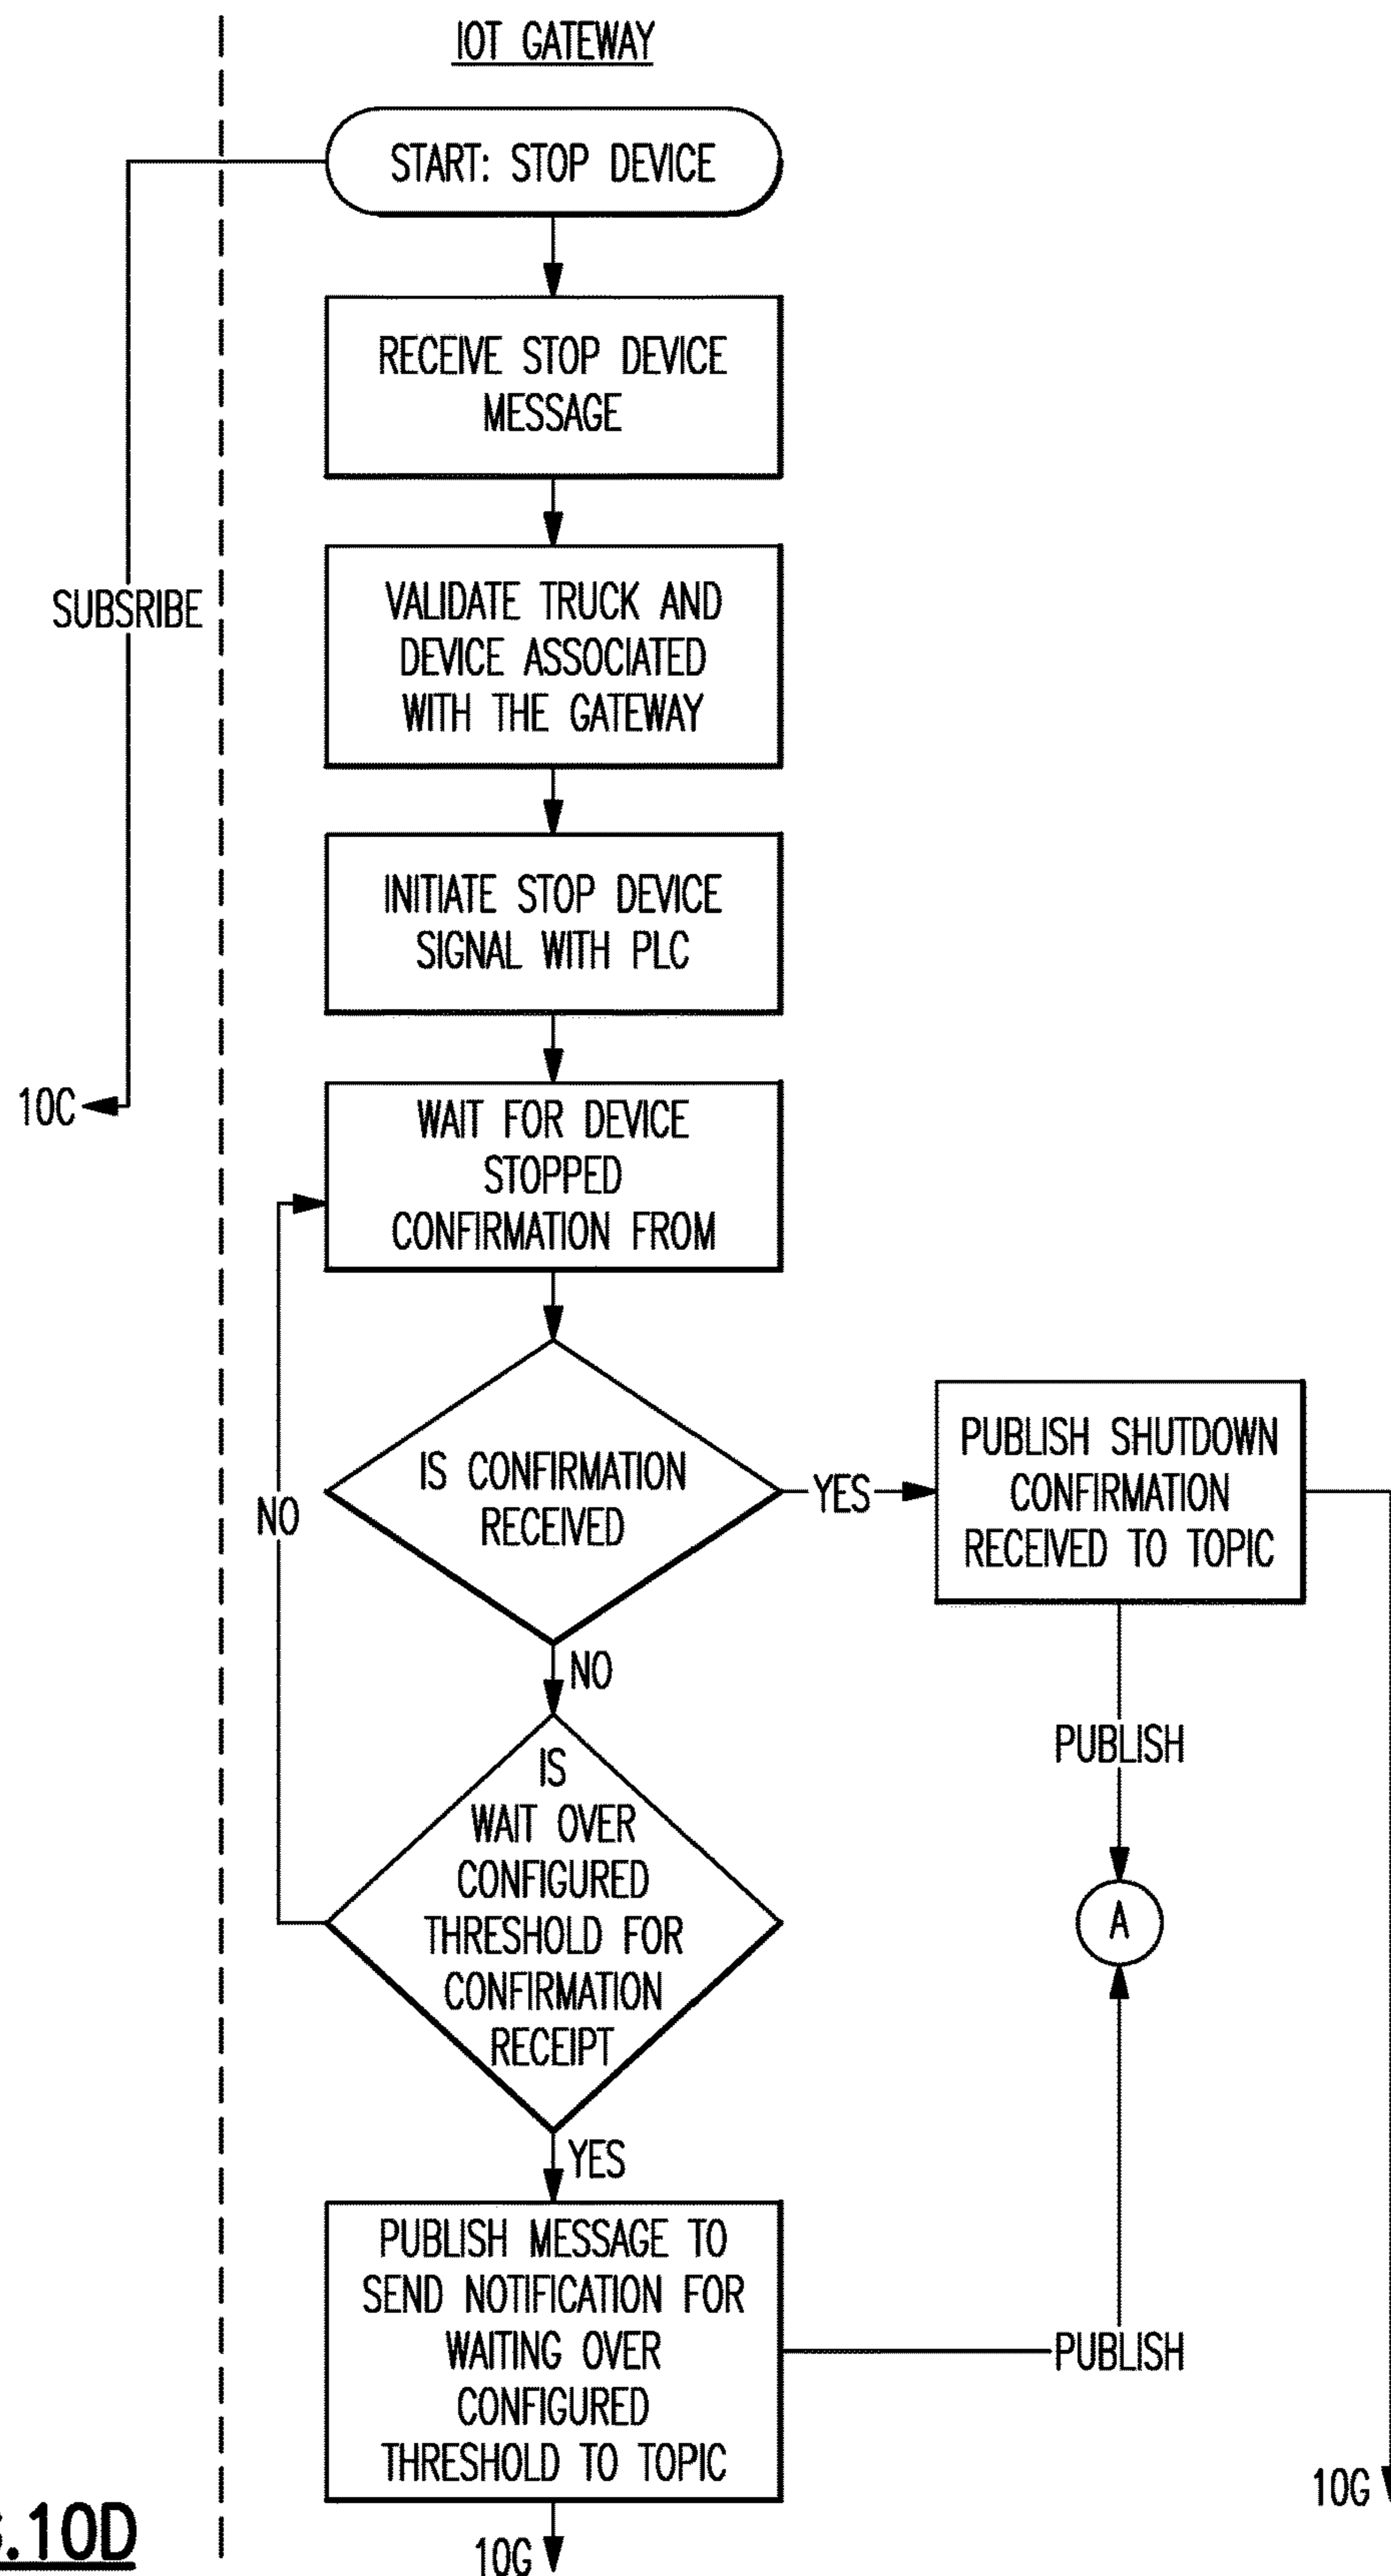 IOT GATEWAY
START: STOP DEVICE
RECEIVE STOP DEVICE
MESSAGE
VALIDATE TRUCK AND
DEVICE ASSOCIATED
WITH THE GATEWAY
SUBSRIBE
INITIATE STOP DEVICE
SIGNAL WITH PLC
10C
WAIT FOR DEVICE
STOPPED
CONFIRMATION FROM
IS CONFIRMATION
RECEIVED
YES
PUBLISH SHUTDOWN
CONFIRMATION
RECEIVED TO TOPIC
NO
NO
PUBLISH
IS
WAIT OVER
CONFIGURED
THRESHOLD FOR
CONFIRMATION
RECEIPT
A
YES
PUBLISH MESSAGE TO
SEND NOTIFICATION FOR
WAITING OVER
CONFIGURED
THRESHOLD TO TOPIC
PUBLISH
10G
10G
.10D